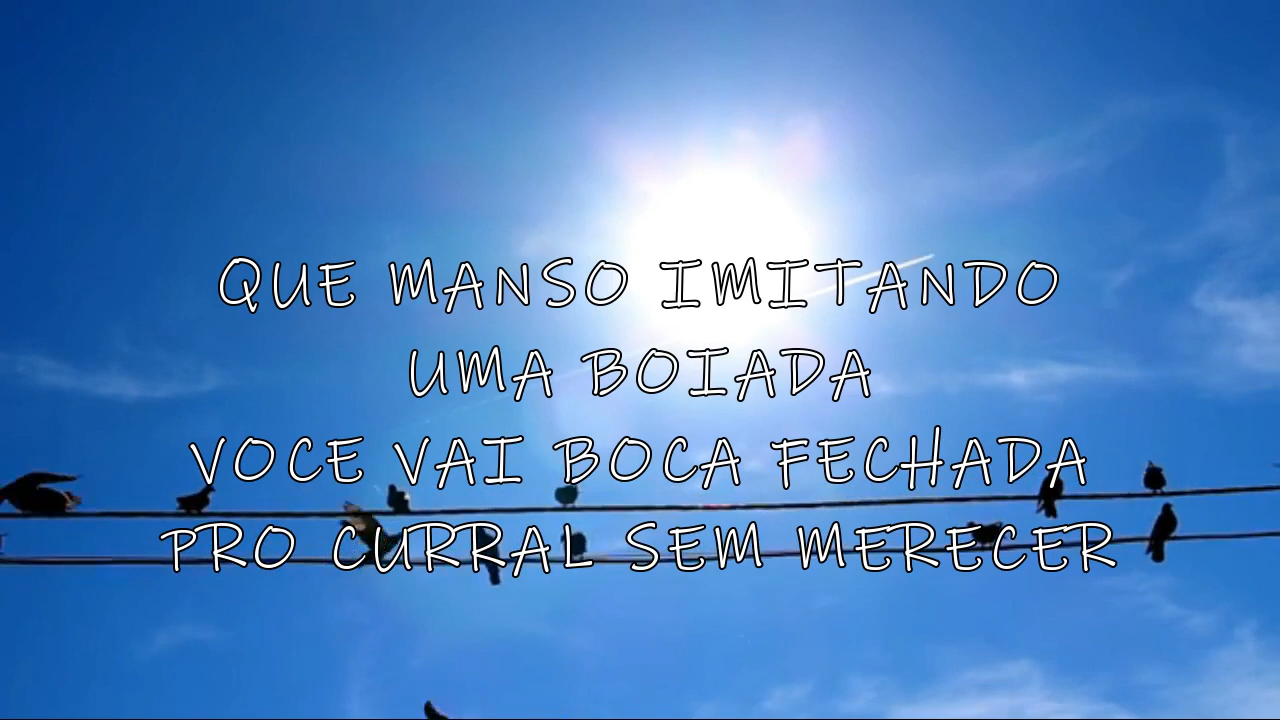 QUE MANSO IMITANDO
UMA BOIADA
VOCE VAI BOCA FECHADA
PRO CURRAL SEM MERECER